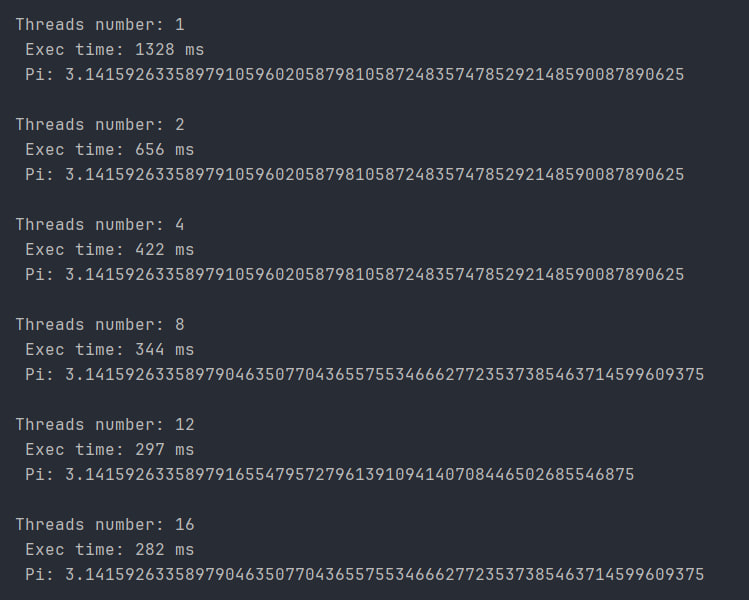 Threads number: 1
Exec time: 1328 ms
Pi: 3.141592633589791059602058798105872483574785292148590087890625
Threads number: 2
Exec time: 656 ms
Pi: 3.141592633589791059602058798105872483574785292148590087890625
Threads number: 4
Exec time: 422 ms
Pi: 3.141592633589791059602058798105872483574785292148590087890625
Threads number: 8
Exec time: 344 ms
Pi: 3.14159263358979046350770436557553466627723537385463714599609375
Threads number: 12
Exec time: 297 ms
Pi: 3.1415926335897916554795727961391094140708446502685546875
Threads number: 16
Exec time: 282 ms
Pi: 3.14159263358979046350770436557553466627723537385463714599609375